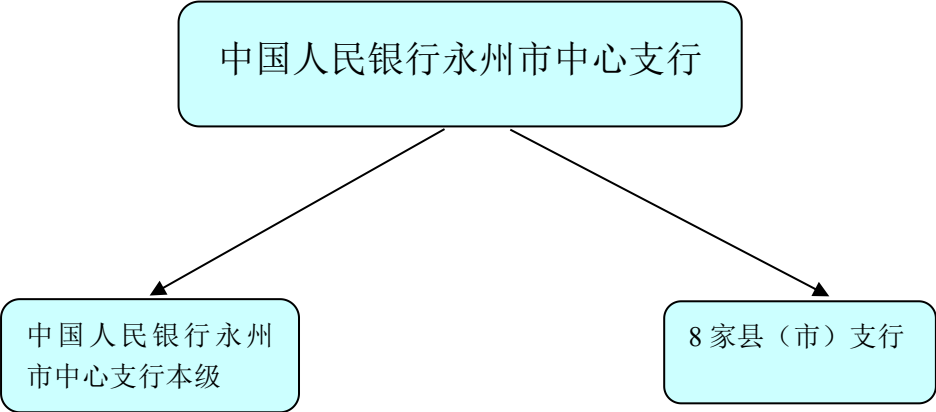 中国人民银行永州市中心支行
中国人民银行永州
市中心支行本级
8 家县（市）支行